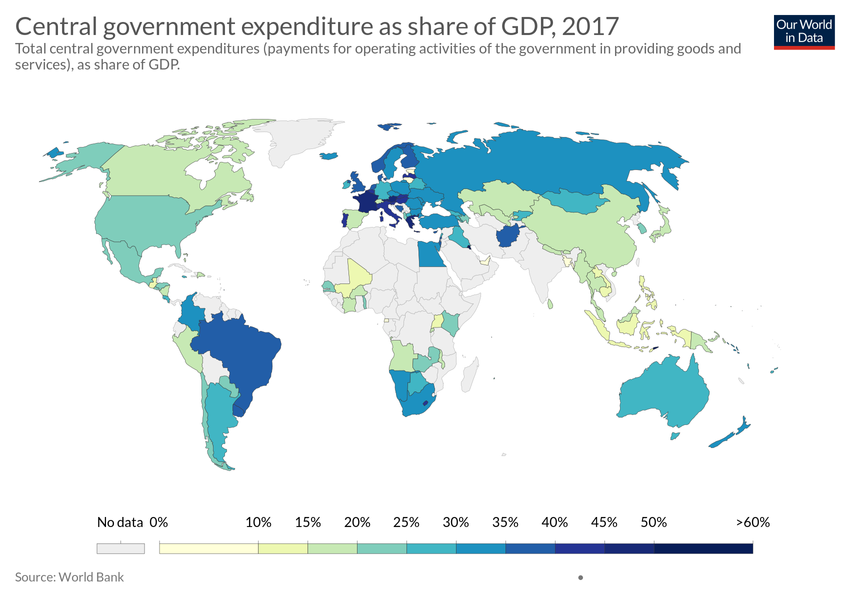 Central government expenditure as share of GDP, 2017
Our World
in Data
Total central government expenditures (payments for operating activities of the government in providing goods and
services), as share of GDP.
No data 0% 10% 15% 20% 25% 30% 35% 40% 45% 50% >60%
Source: World Bank